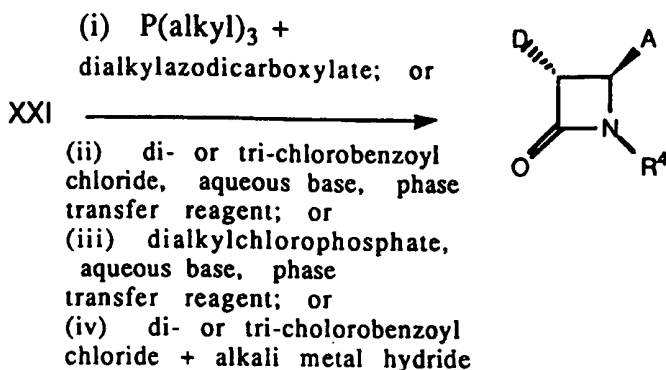 (i) P(alkyl)3 +
dialkylazodicarboxylate; or
XXI
(ii) di- or tri-chlorobenzoyl
chloride, aqueous base, phase
transfer reagent; or
(iii) dialkylchlorophosphate,
aqueous base, phase
transfer reagent; or
(iv) di- or tri-cholorobenzoyl
chloride + alkali metal hydride
D A
O N
R4